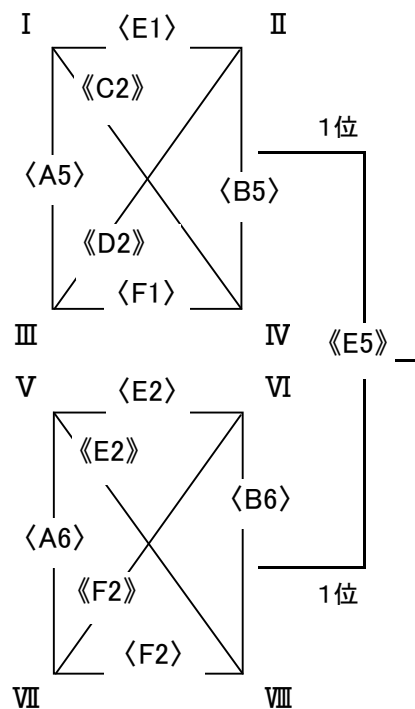 Ⅰ 〈E1〉 Ⅱ
《C2》
1位
〈A5〉 〈B5〉
《D2》
〈F1〉
Ⅲ Ⅳ 《E5》
Ⅴ 〈E2〉 Ⅵ
《E2》
〈B6〉
〈A6〉
《F2》
1位
〈F2〉
Ⅶ Ⅷ